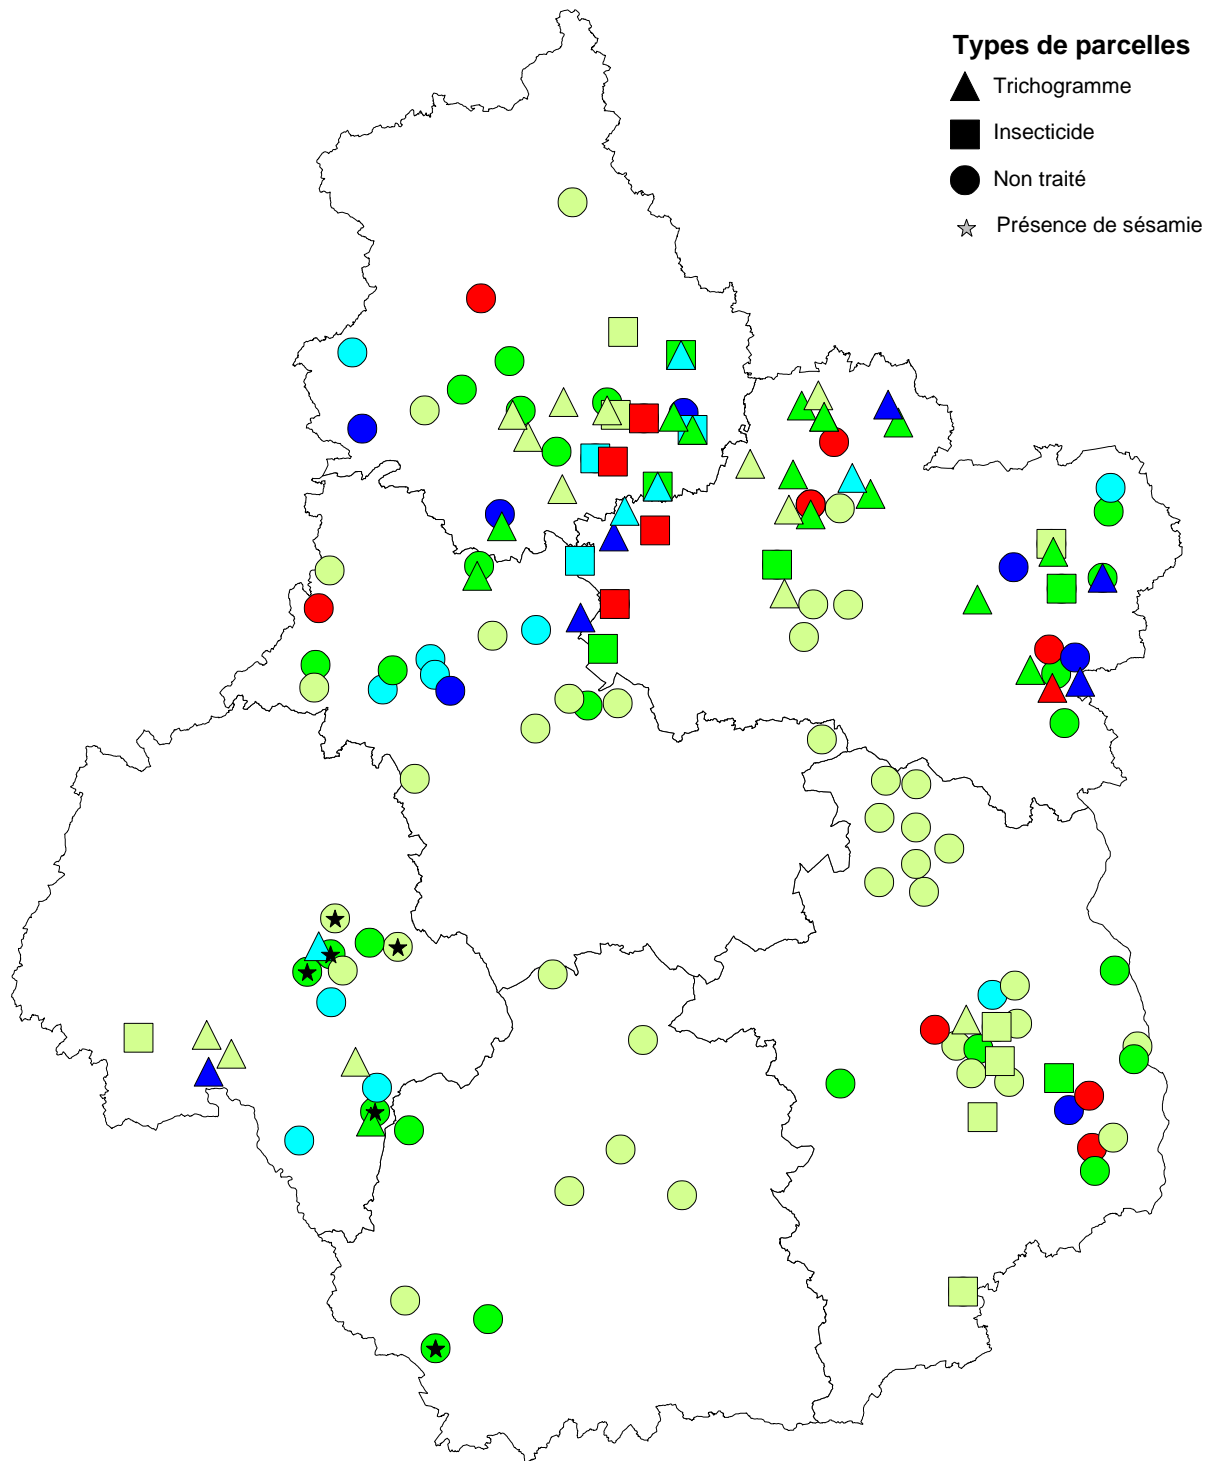 Types de parcelles
Trichogramme
Insecticide
Non traité
Présence de sésamie